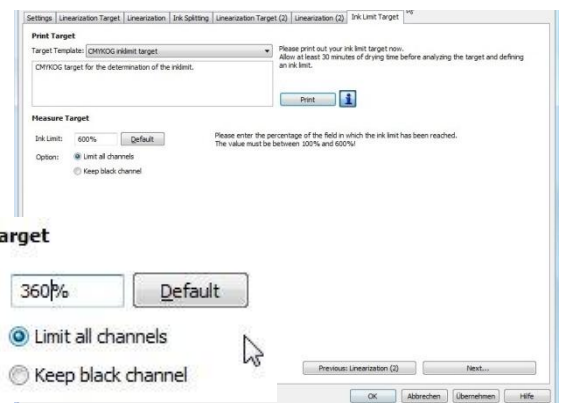 Settings Linearization Target Linearization Ink Splitting Linearization Target (2) Linearization (2) Ink Limit Target
Print Target
Target Template: CMYKOG inklimit target
CMYKOG target for the determination of the inklimit.
Please print out your ink limit target now.
Allow at least 30 minutes of drying time before analyzing the target and defining
an ink limit.
Print i
Measure Target
Ink Limit: 600% Default
Please enter the percentage of the field in which the ink limit has been reached.
The value must be between 100% and 600%!
Option: Limit all channels
Keep black channel
arget
360% Default
Limit all channels
Keep black channel
Previous: Linearization (2) Next...
OK Abbrechen Übernehmen Hilfe